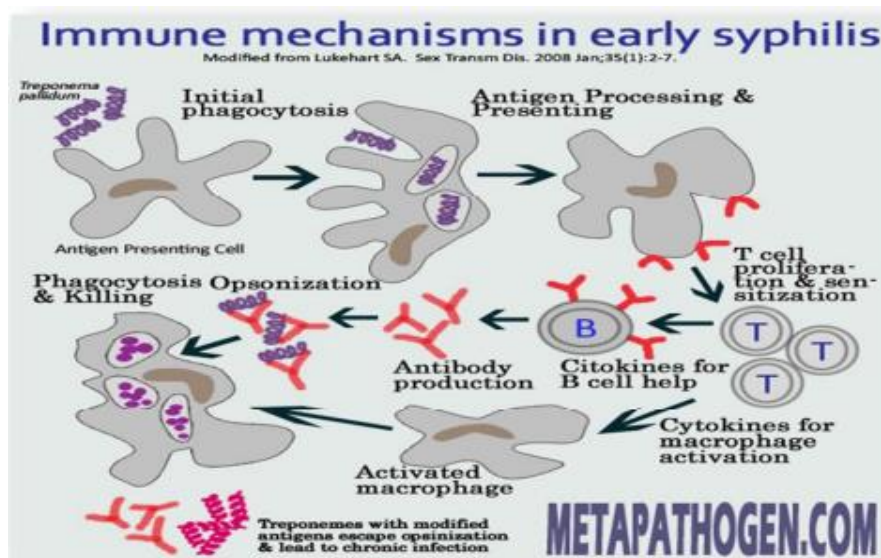 Immune mechanisms in early syphilis
Modified from Lukehart SA. Sex Transm Dis. 2008 Jan;35(1):2-7.
Treponema
pallidum
Initial
phagocytosis
Antigen Processing &
Presenting
Antigen Presenting Cell
T cell
prolifera-
tion & sen-
sitization
Phagocytosis
& Killing
Opsonization
B
T
T
T
Antibody
production
Citokines for
B cell help
Cytokines for
macrophage
activation
Activated
macrophage
Treponemes with modified
antigens escape opsinization
& lead to chronic infection
METAPATHOGEN.COM